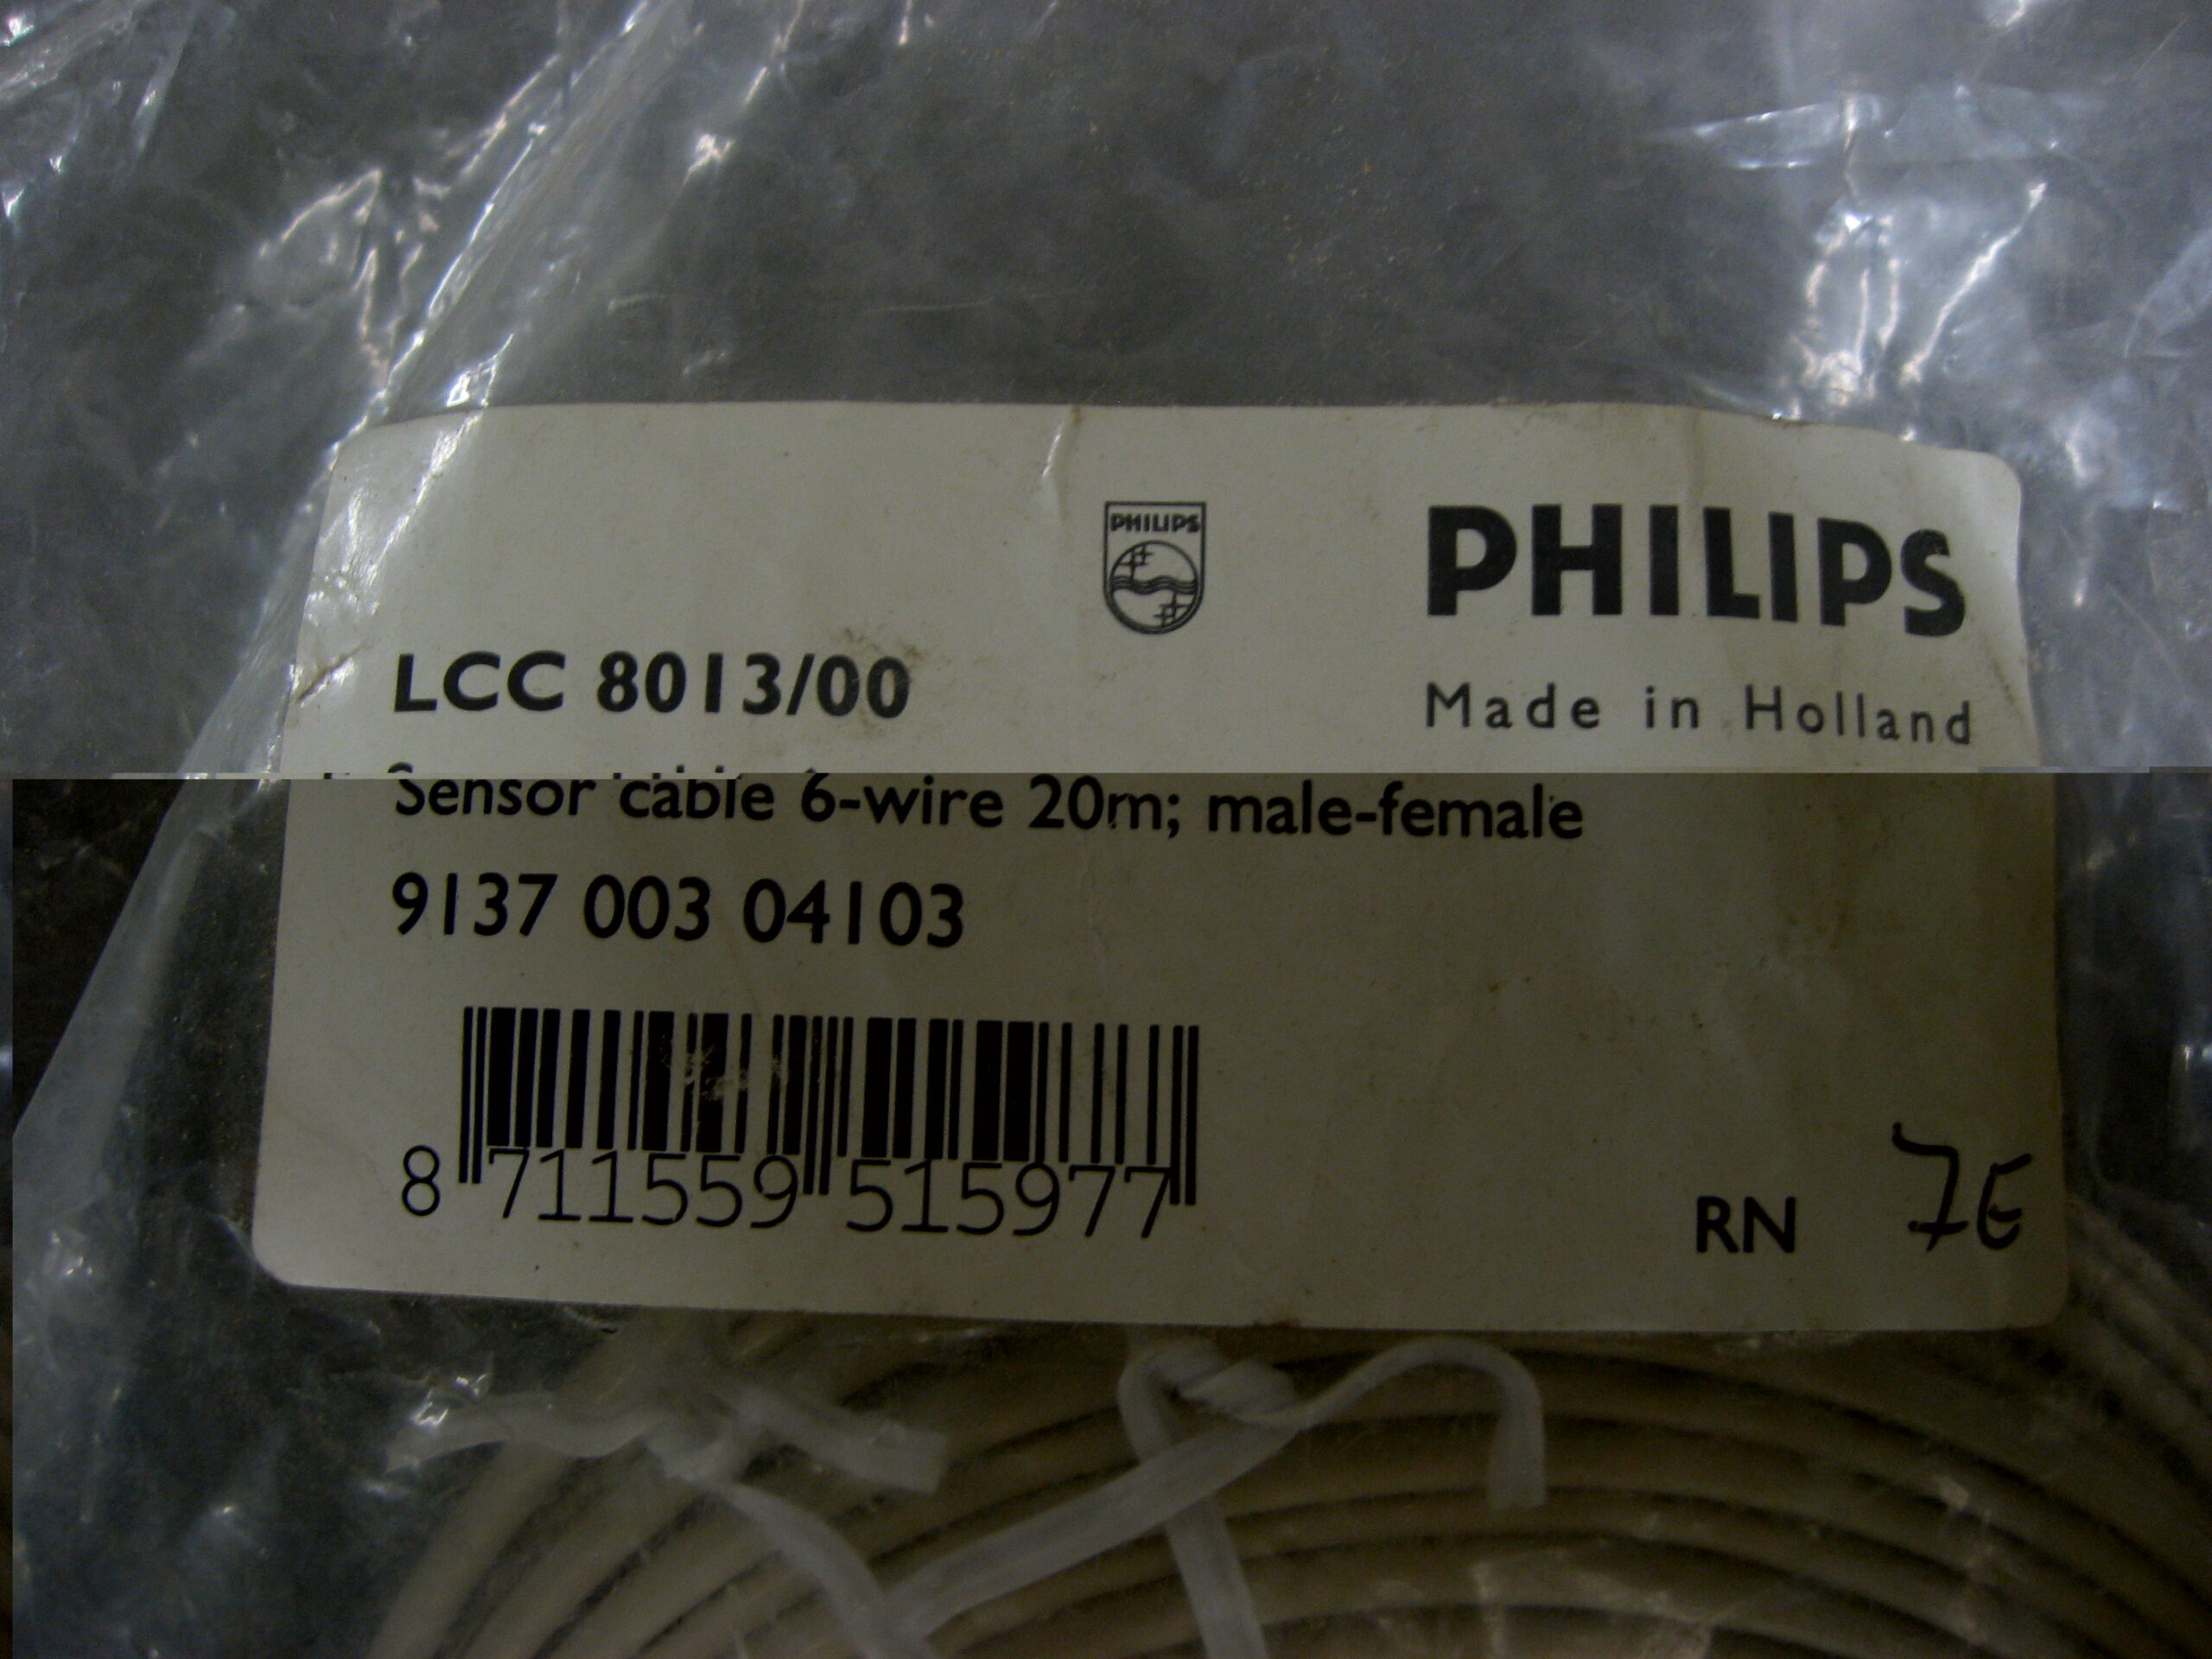 PHILIPS
PHILIPS
LCC 8013/00
Made in Holland
Sensor cable 6-wire 20m; male-female
9137 003 04103
8 711559 515977
RN 7E